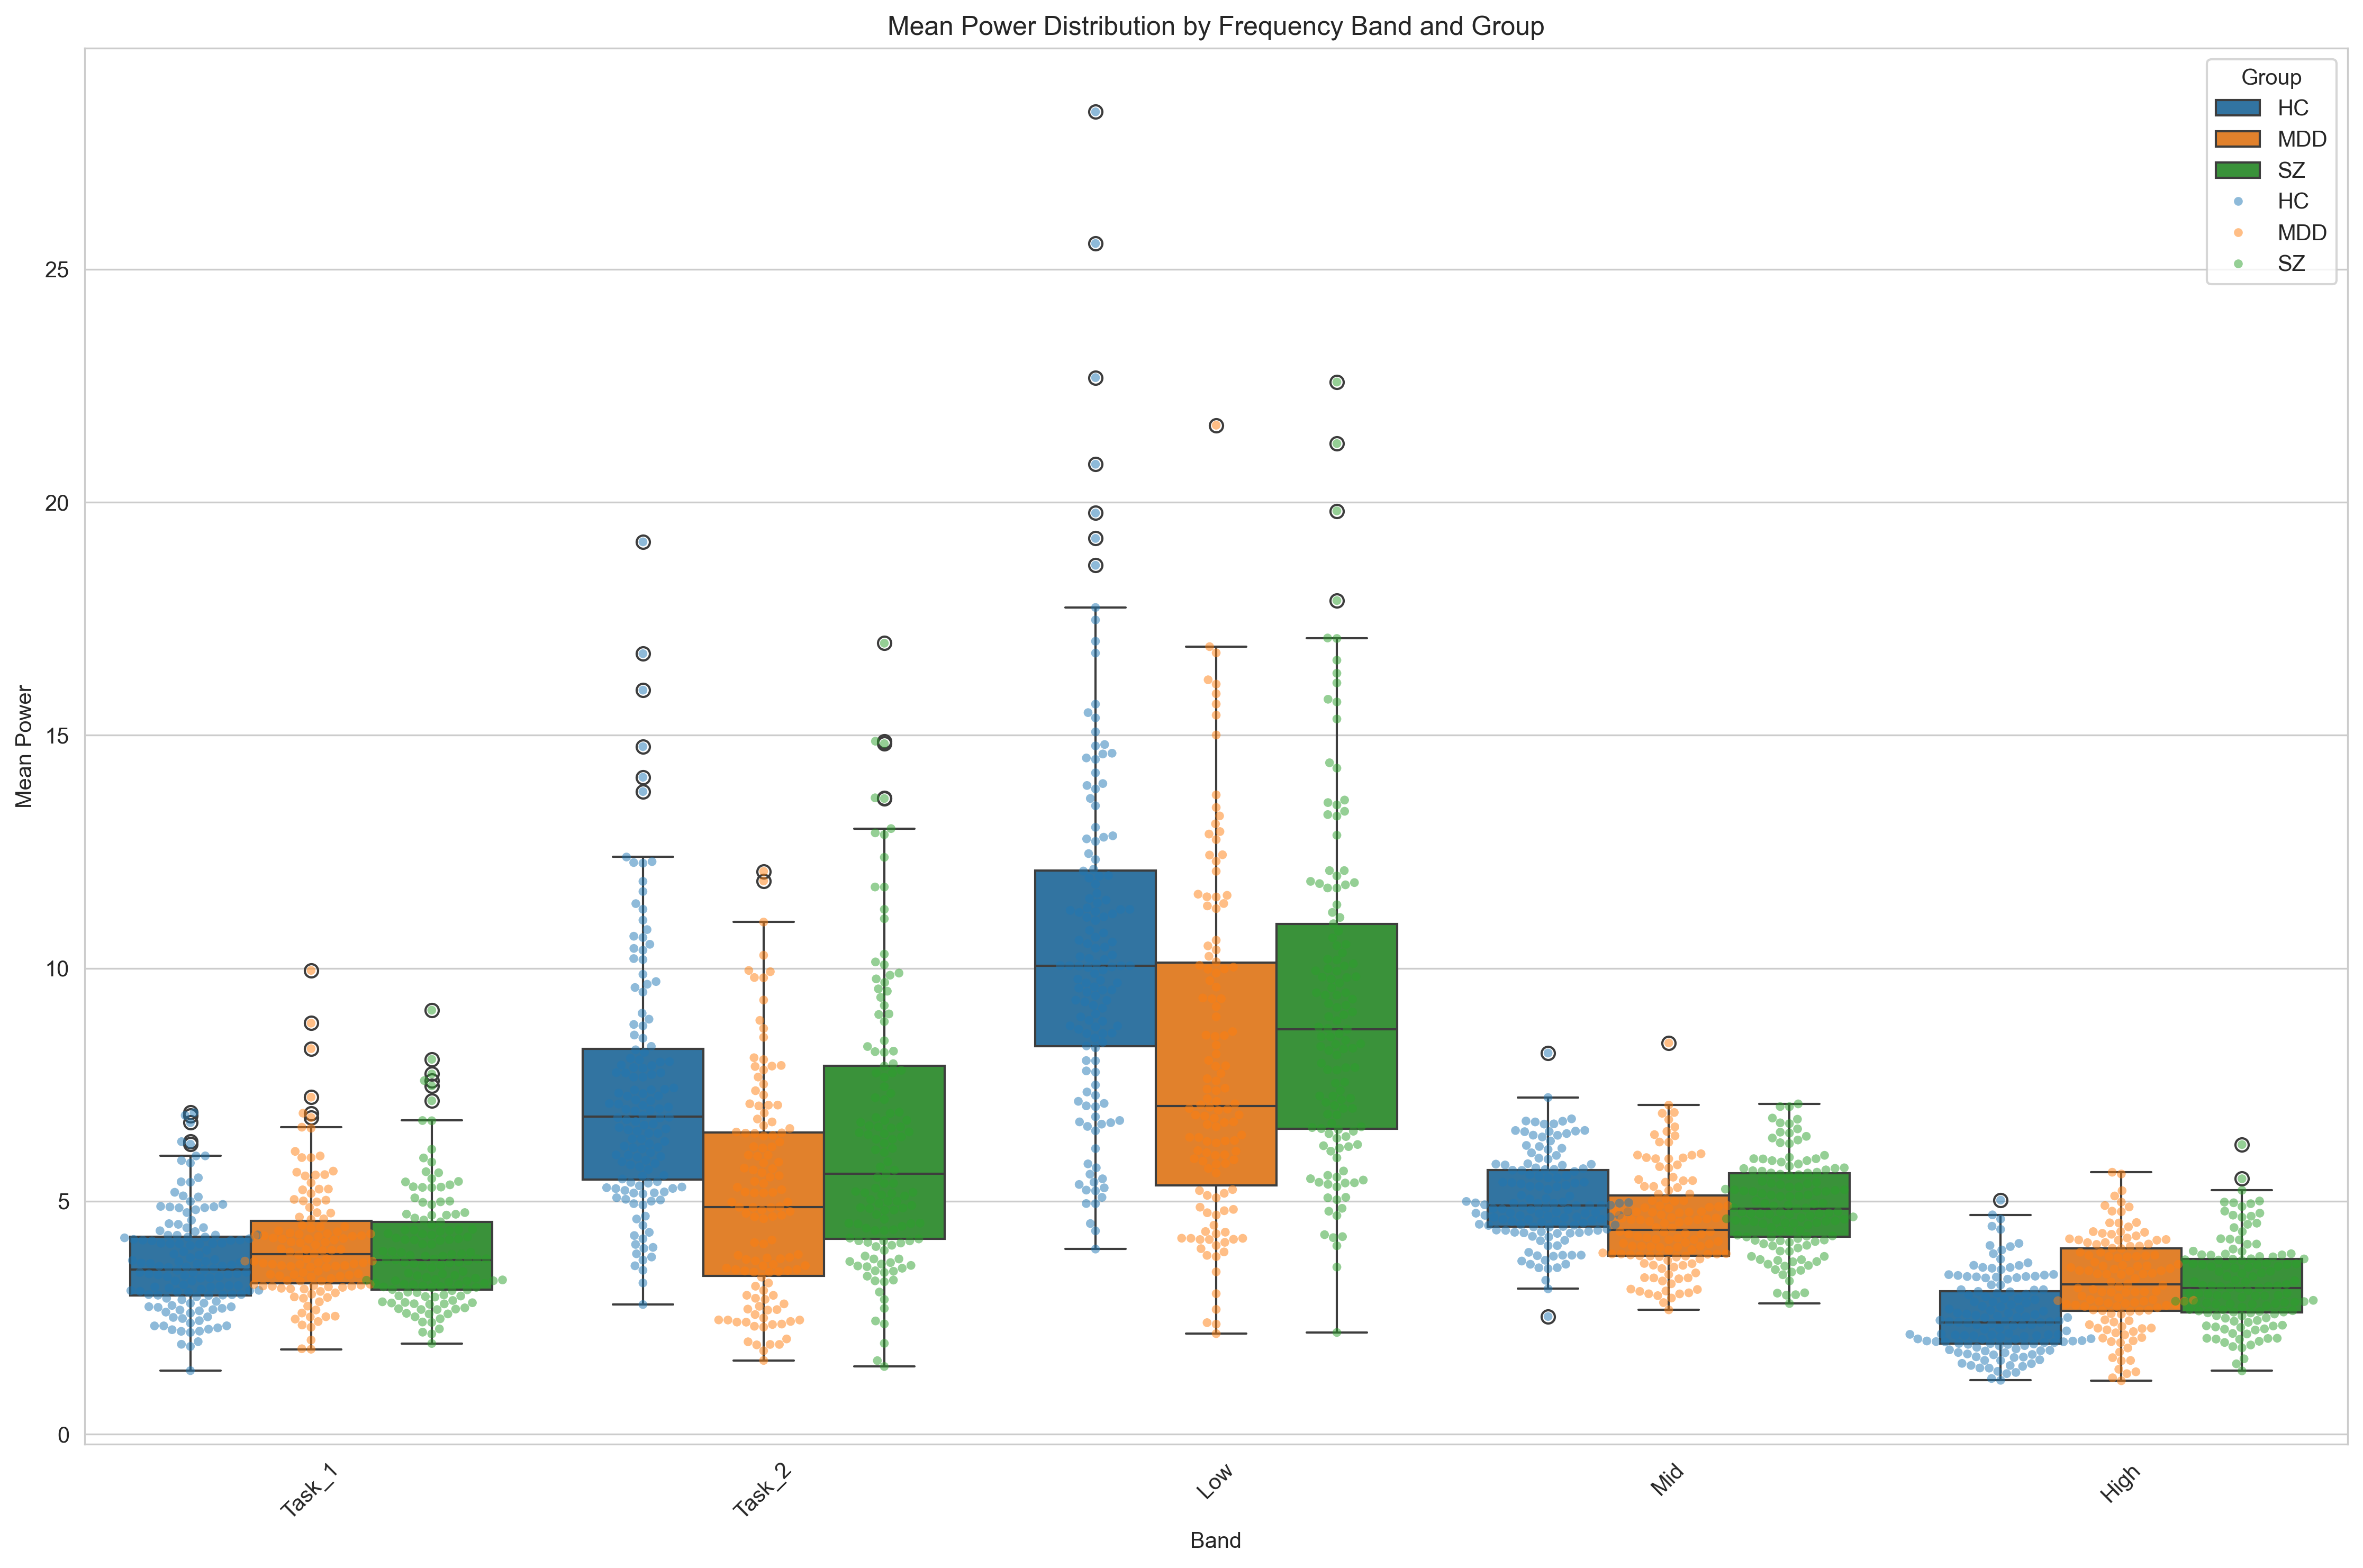 Mean Power Distribution by Frequency Band and Group
Group
HC
MDD
SZ
HC
MDD
SZ
25
20
15
10
5
0
Mean Power
Task_1
Task_2
Low
Mid
High
Band